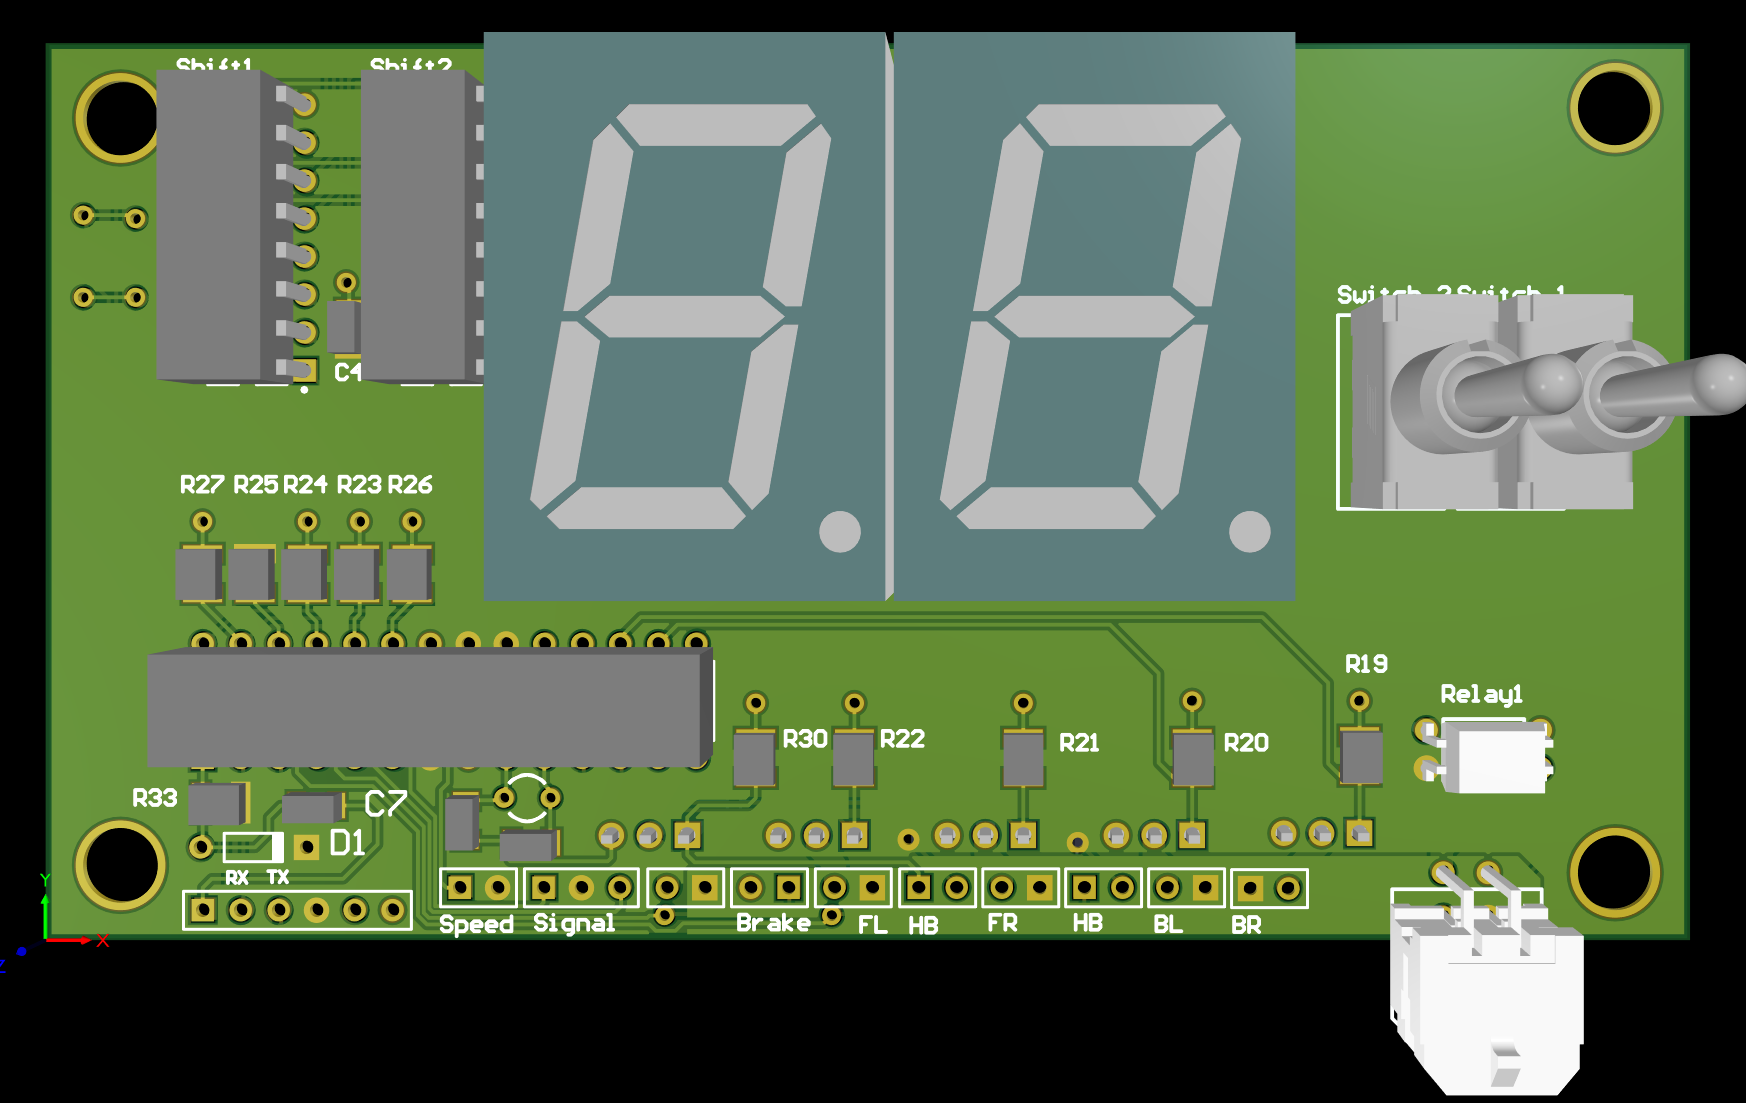 Shift1 Shift2
Switch 2 Switch 1
C4
R27 R25 R24 R23 R26
R19
Relay1
R30 R22 R21 R20
R33 C7
D1
RX TX
Speed Signal Brake FL HB FR HB BL BR
Y
X
Z